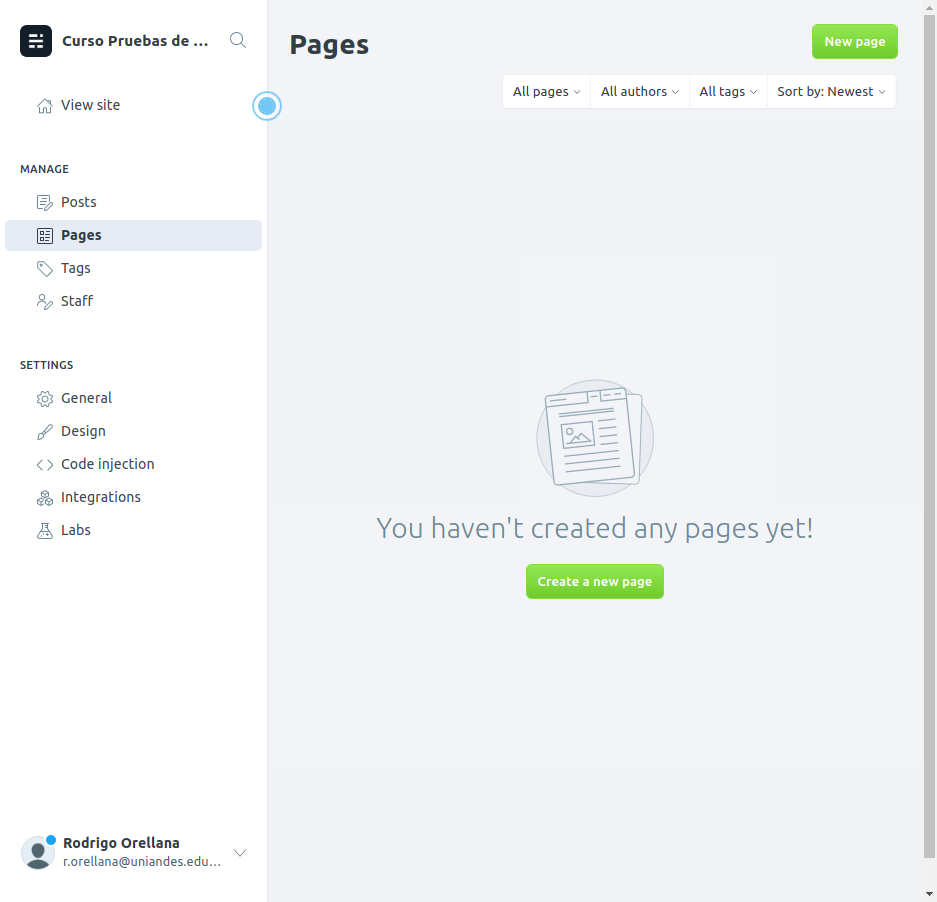 Curso Pruebas de ...
View site
MANAGE
Posts
Pages
Tags
Staff
SETTINGS
General
Design
Code injection
Integrations
Labs
Rodrigo Orellana
r.orellana@uniandes.edu...
Pages
New page
All pages
All authors
All tags
Sort by: Newest
You haven't created any pages yet!
Create a new page